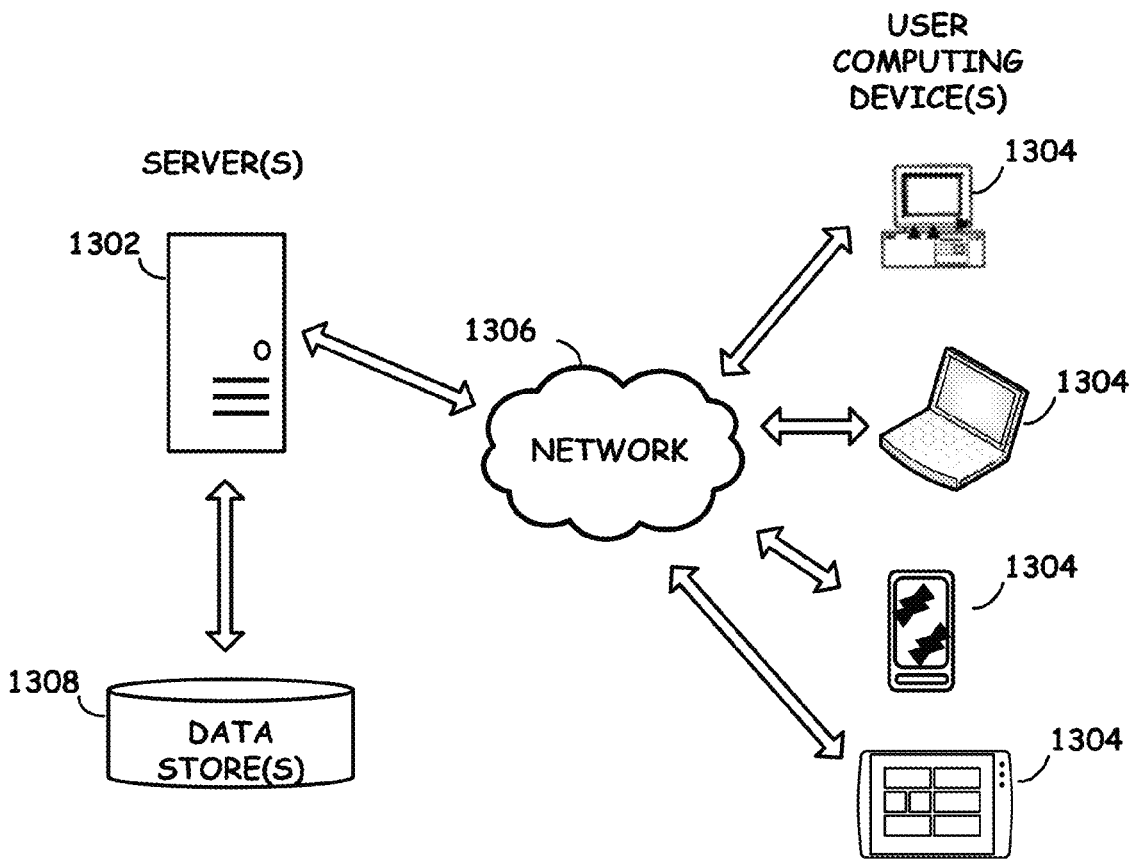 USER
COMPUTING
DEVICE(S)
1304
SERVER(S)
1302
1306
1304
NETWORK
1304
1308
DATA
STORE(S)
1304